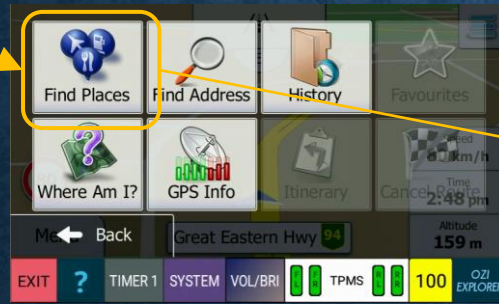 Find Places
Find Address
History
Favourites
Where Am I?
GPS Info
Itinerary
Cancel Route
Speed
80 km/h
Time
2:48 pm
Back
Great Eastern Hwy 94
Altitude
159 m
EXIT
?
TIMER 1
SYSTEM
VOL/BRI
F L
F R
TPMS
R L
R R
100
OZI EXPLORER